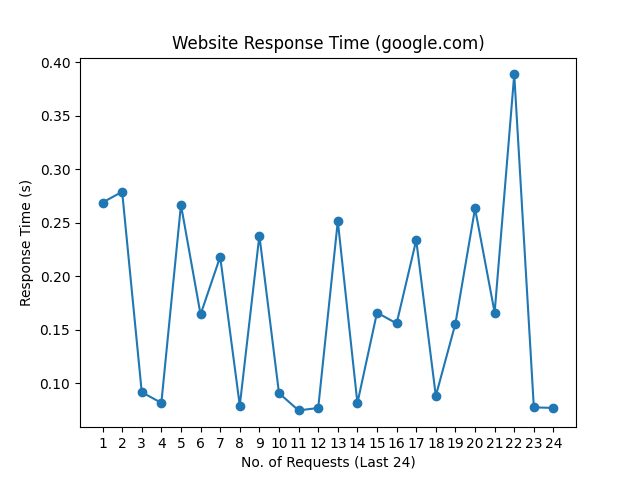 Website Response Time (google.com)
0.40
0.35
0.30
0.25
0.20
0.15
0.10
Response Time (s)
1 2 3 4 5 6 7 8 9 10 11 12 13 14 15 16 17 18 19 20 21 22 23 24
No. of Requests (Last 24)